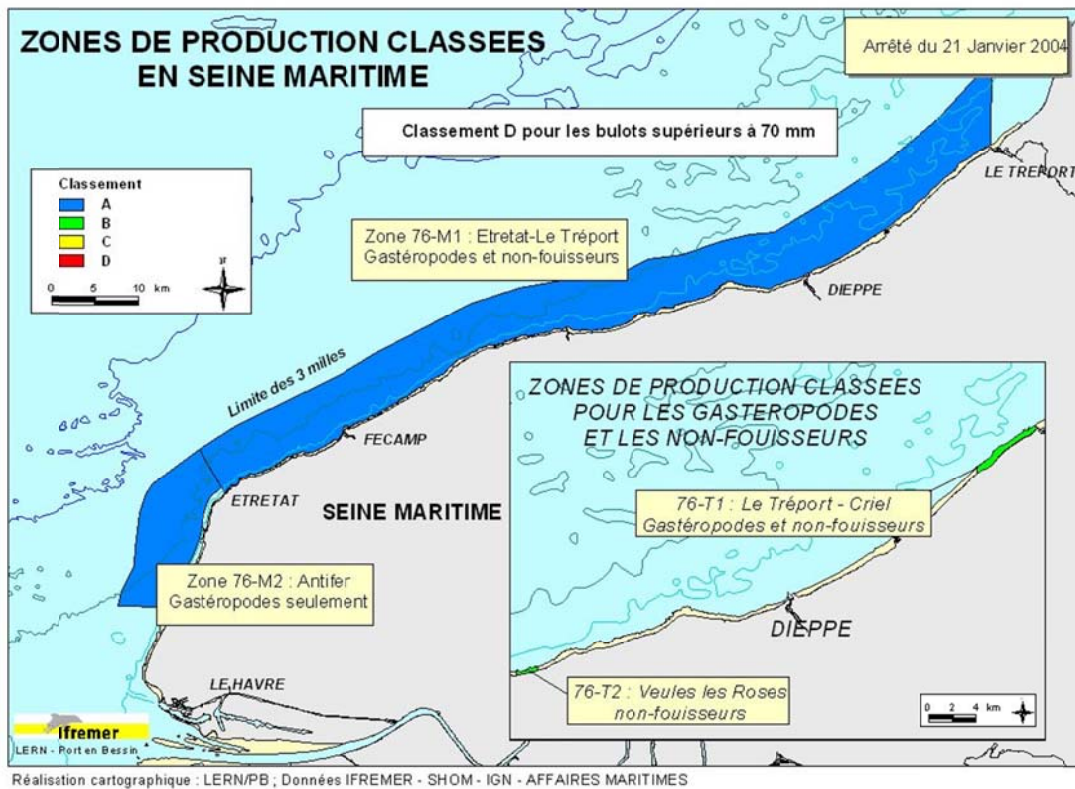 ZONES DE PRODUCTION CLASSEES
EN SEINE MARITIME
Arrêté du 21 Janvier 2004
Classement D pour les bulots supérieurs à 70 mm
Classement
A
B
C
D
0 5 10 km
LE TREPORT
Zone 76-M1 : Etretat-Le Tréport
Gastéropodes et non-fouisseurs
DIEPPE
Limite des 3 milles
FECAMP
ETRETAT
SEINE MARITIME
Zone 76-M2 : Antifer
Gastéropodes seulement
LE HAVRE
ZONES DE PRODUCTION CLASSEES
POUR LES GASTEROPODES
ET LES NON-FOUISSEURS
76-T1 : Le Tréport - Criel
Gastéropodes et non-fouisseurs
DIEPPE
76-T2 : Veules les Roses
non-fouisseurs
0 2 4 km
Ifremer
LERN - Port en Bessin
Réalisation cartographique : LERN/PB ; Données IFREMER - SHOM - IGN - AFFAIRES MARITIMES